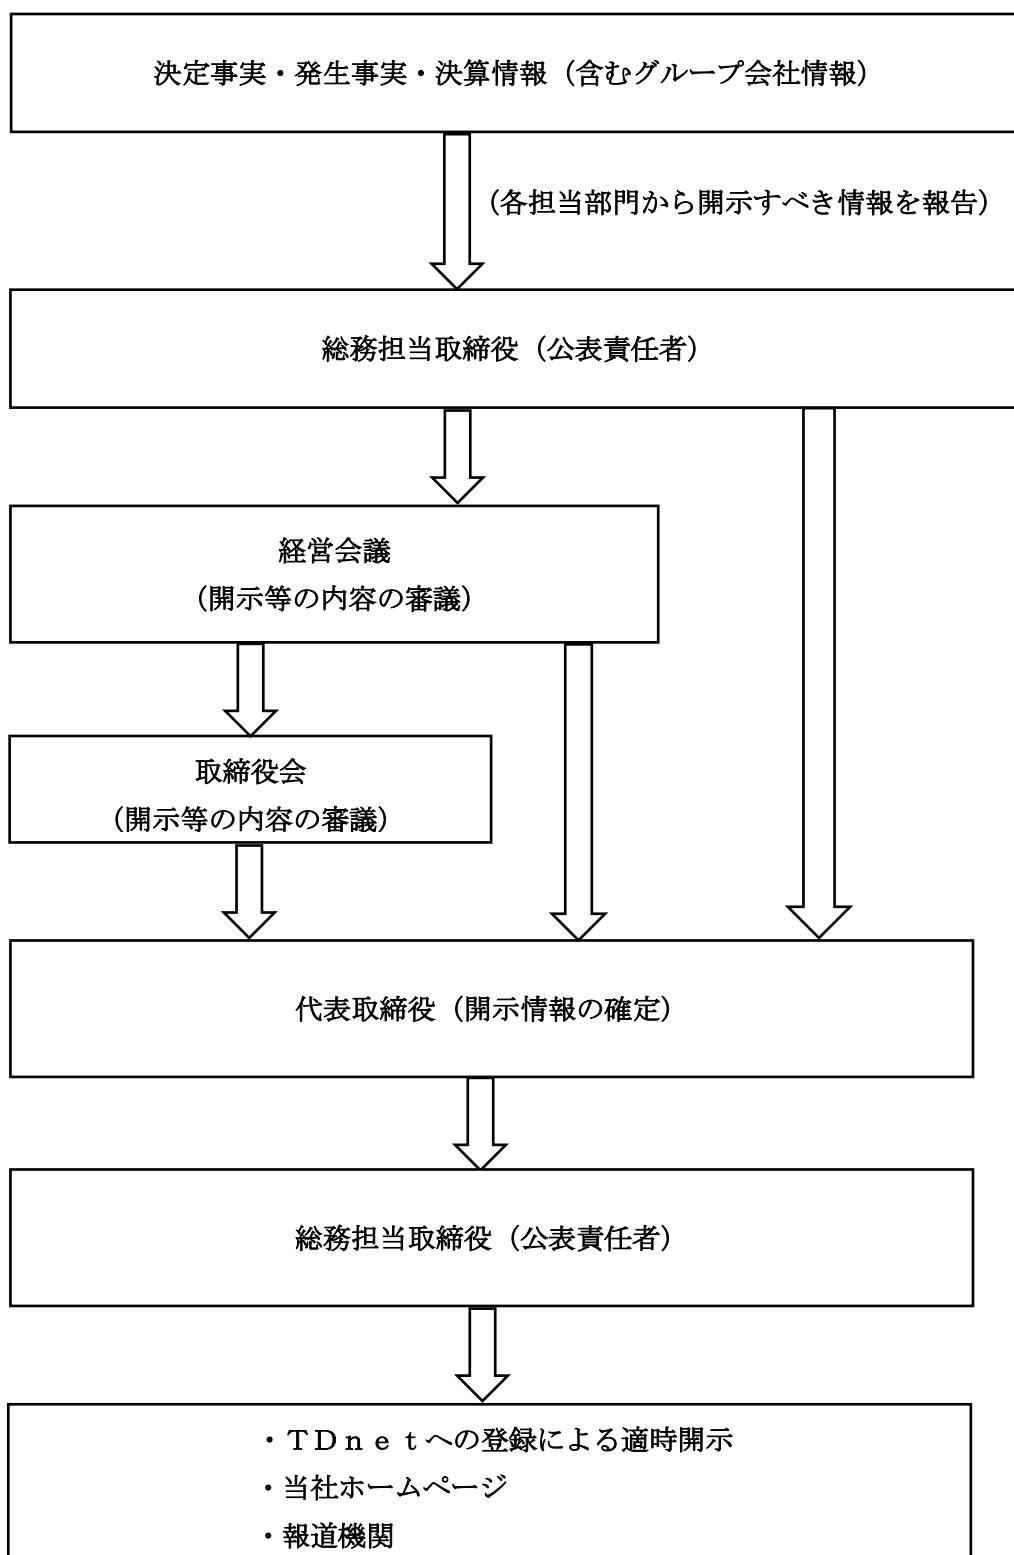 決定事実・発生事実・決算情報（含むグループ会社情報）
（各担当部門から開示すべき情報を報告）
総務担当取締役（公表責任者）
経営会議
（開示等の内容の審議）
取締役会
（開示等の内容の審議）
代表取締役（開示情報の確定）
総務担当取締役（公表責任者）
・ＴＤｎｅｔへの登録による適時開示
・当社ホームページ
・報道機関